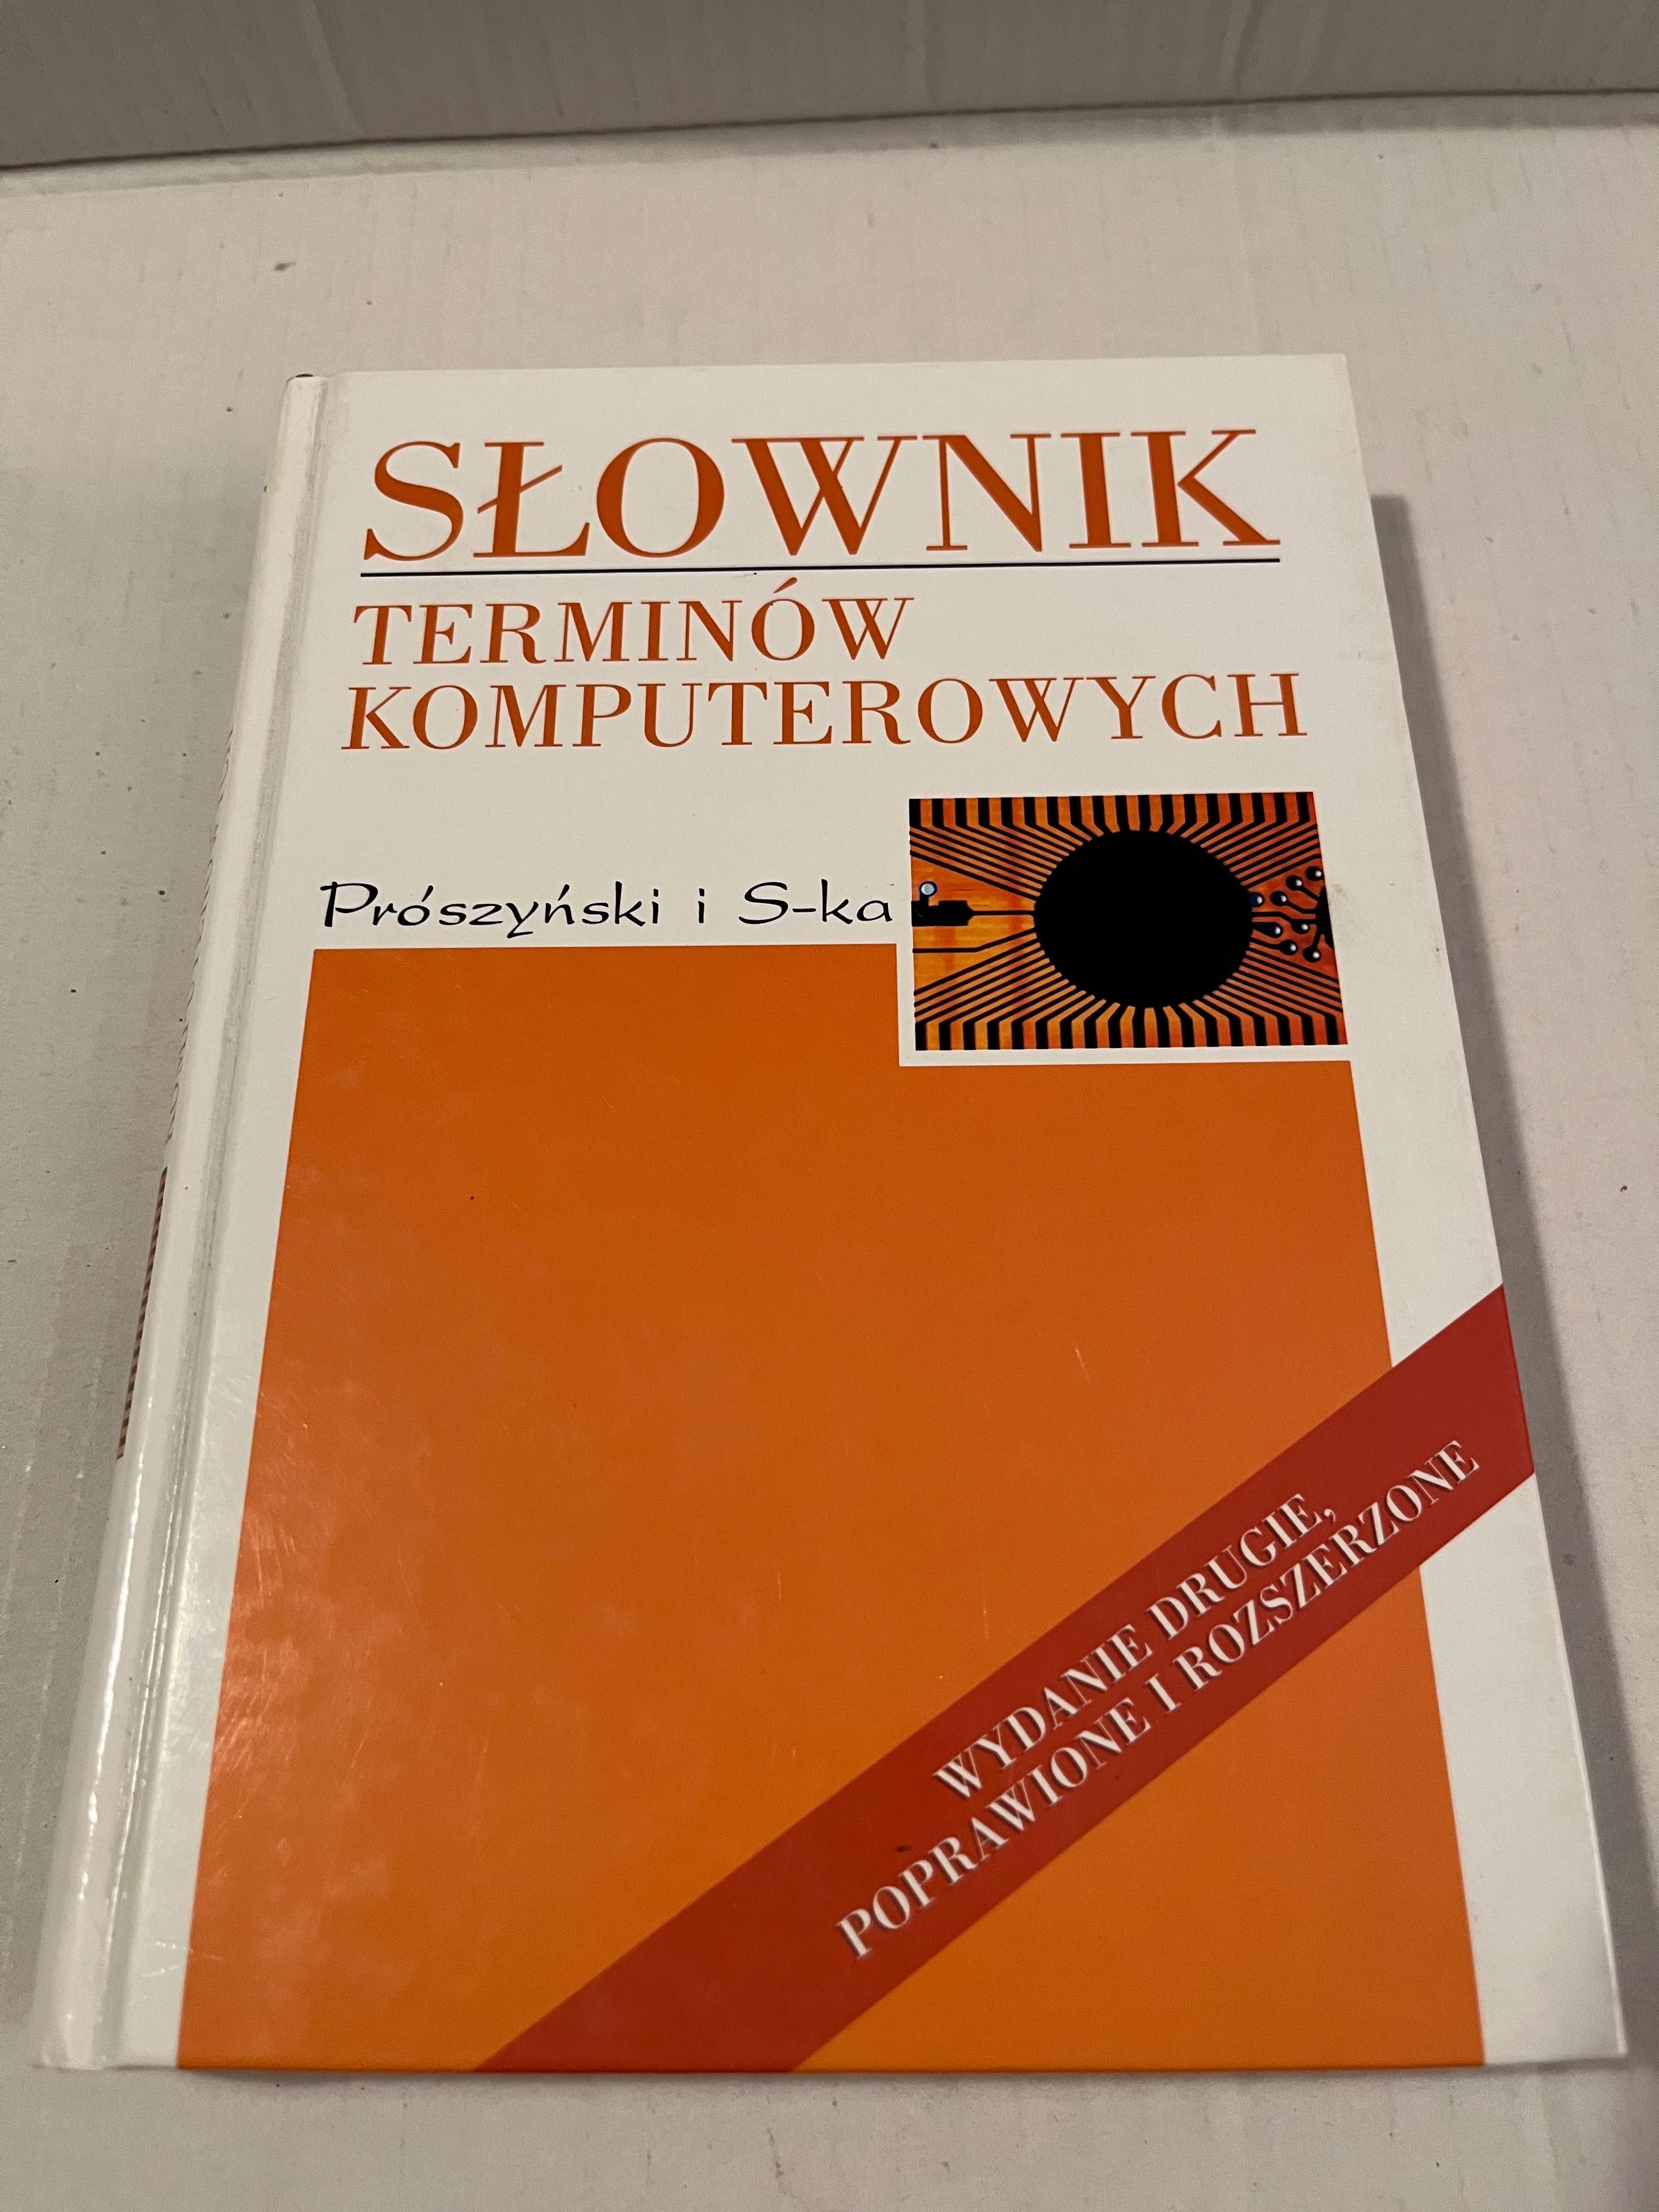 SŁOWNIK
TERMINÓW
KOMPUTEROWYCH
Prószyński i S-ka
WYDANIE DRUGIE,
POPRAWIONE I ROZSZERZONE